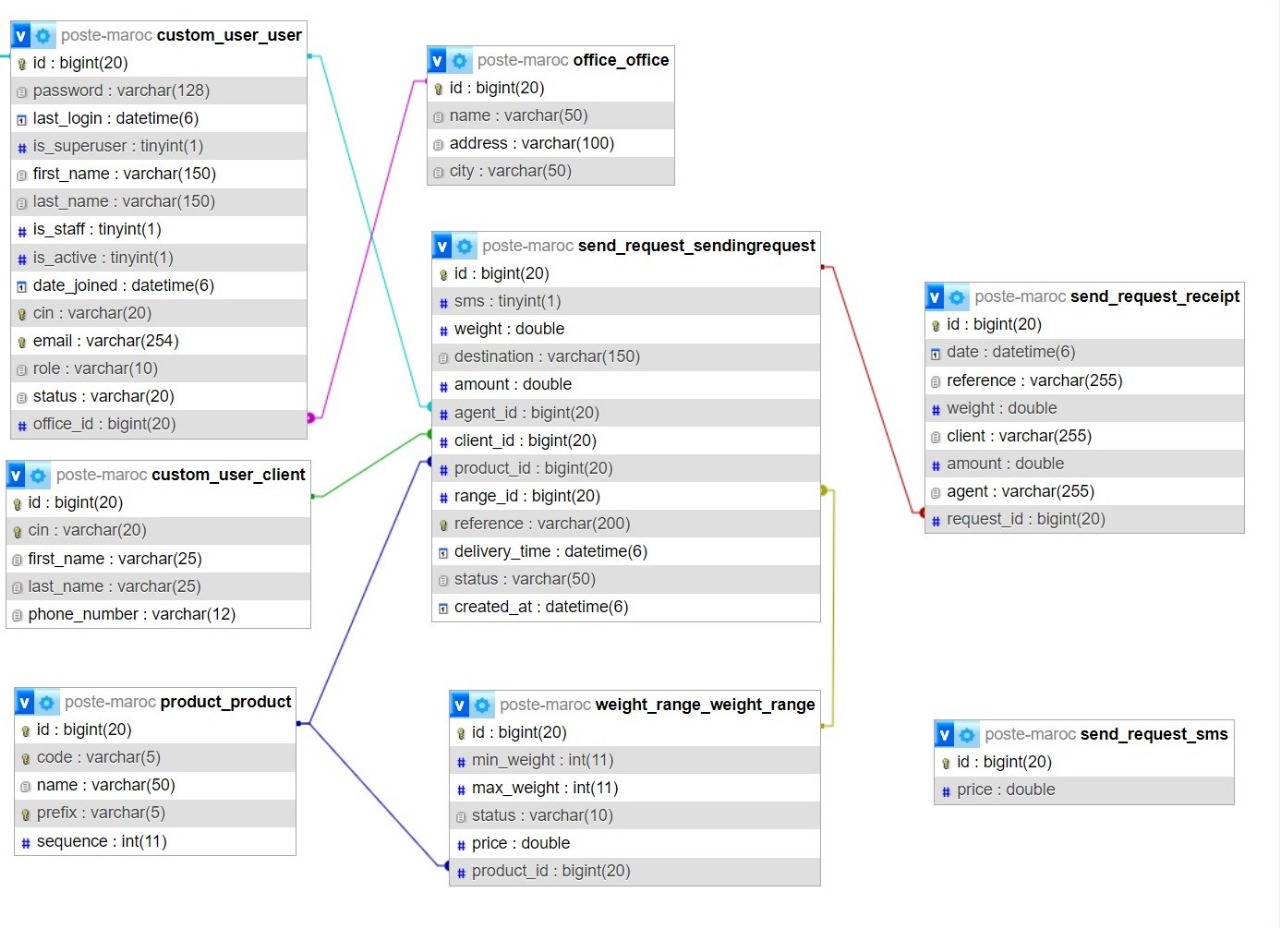 poste-maroc custom_user_user
id : bigint(20)
password : varchar(128)
last_login : datetime(6)
is_superuser : tinyint(1)
first_name : varchar(150)
last_name : varchar(150)
is_staff : tinyint(1)
is_active : tinyint(1)
date_joined : datetime(6)
cin : varchar(20)
email : varchar(254)
role : varchar(10)
status : varchar(20)
office_id : bigint(20)
poste-maroc custom_user_client
id : bigint(20)
cin : varchar(20)
first_name : varchar(25)
last_name : varchar(25)
phone_number : varchar(12)
poste-maroc product_product
id : bigint(20)
code : varchar(5)
name : varchar(50)
prefix : varchar(5)
sequence : int(11)
poste-maroc office_office
id : bigint(20)
name : varchar(50)
address : varchar(100)
city : varchar(50)
poste-maroc send_request_sendingrequest
id : bigint(20)
sms : tinyint(1)
weight : double
destination : varchar(150)
amount : double
agent_id : bigint(20)
client_id : bigint(20)
product_id : bigint(20)
range_id : bigint(20)
reference : varchar(200)
delivery_time : datetime(6)
status : varchar(50)
created_at : datetime(6)
poste-maroc weight_range_weight_range
id : bigint(20)
min_weight : int(11)
max_weight : int(11)
status : varchar(10)
price : double
product_id : bigint(20)
poste-maroc send_request_receipt
id : bigint(20)
date : datetime(6)
reference : varchar(255)
weight : double
client : varchar(255)
amount : double
agent : varchar(255)
request_id : bigint(20)
poste-maroc send_request_sms
id : bigint(20)
price : double